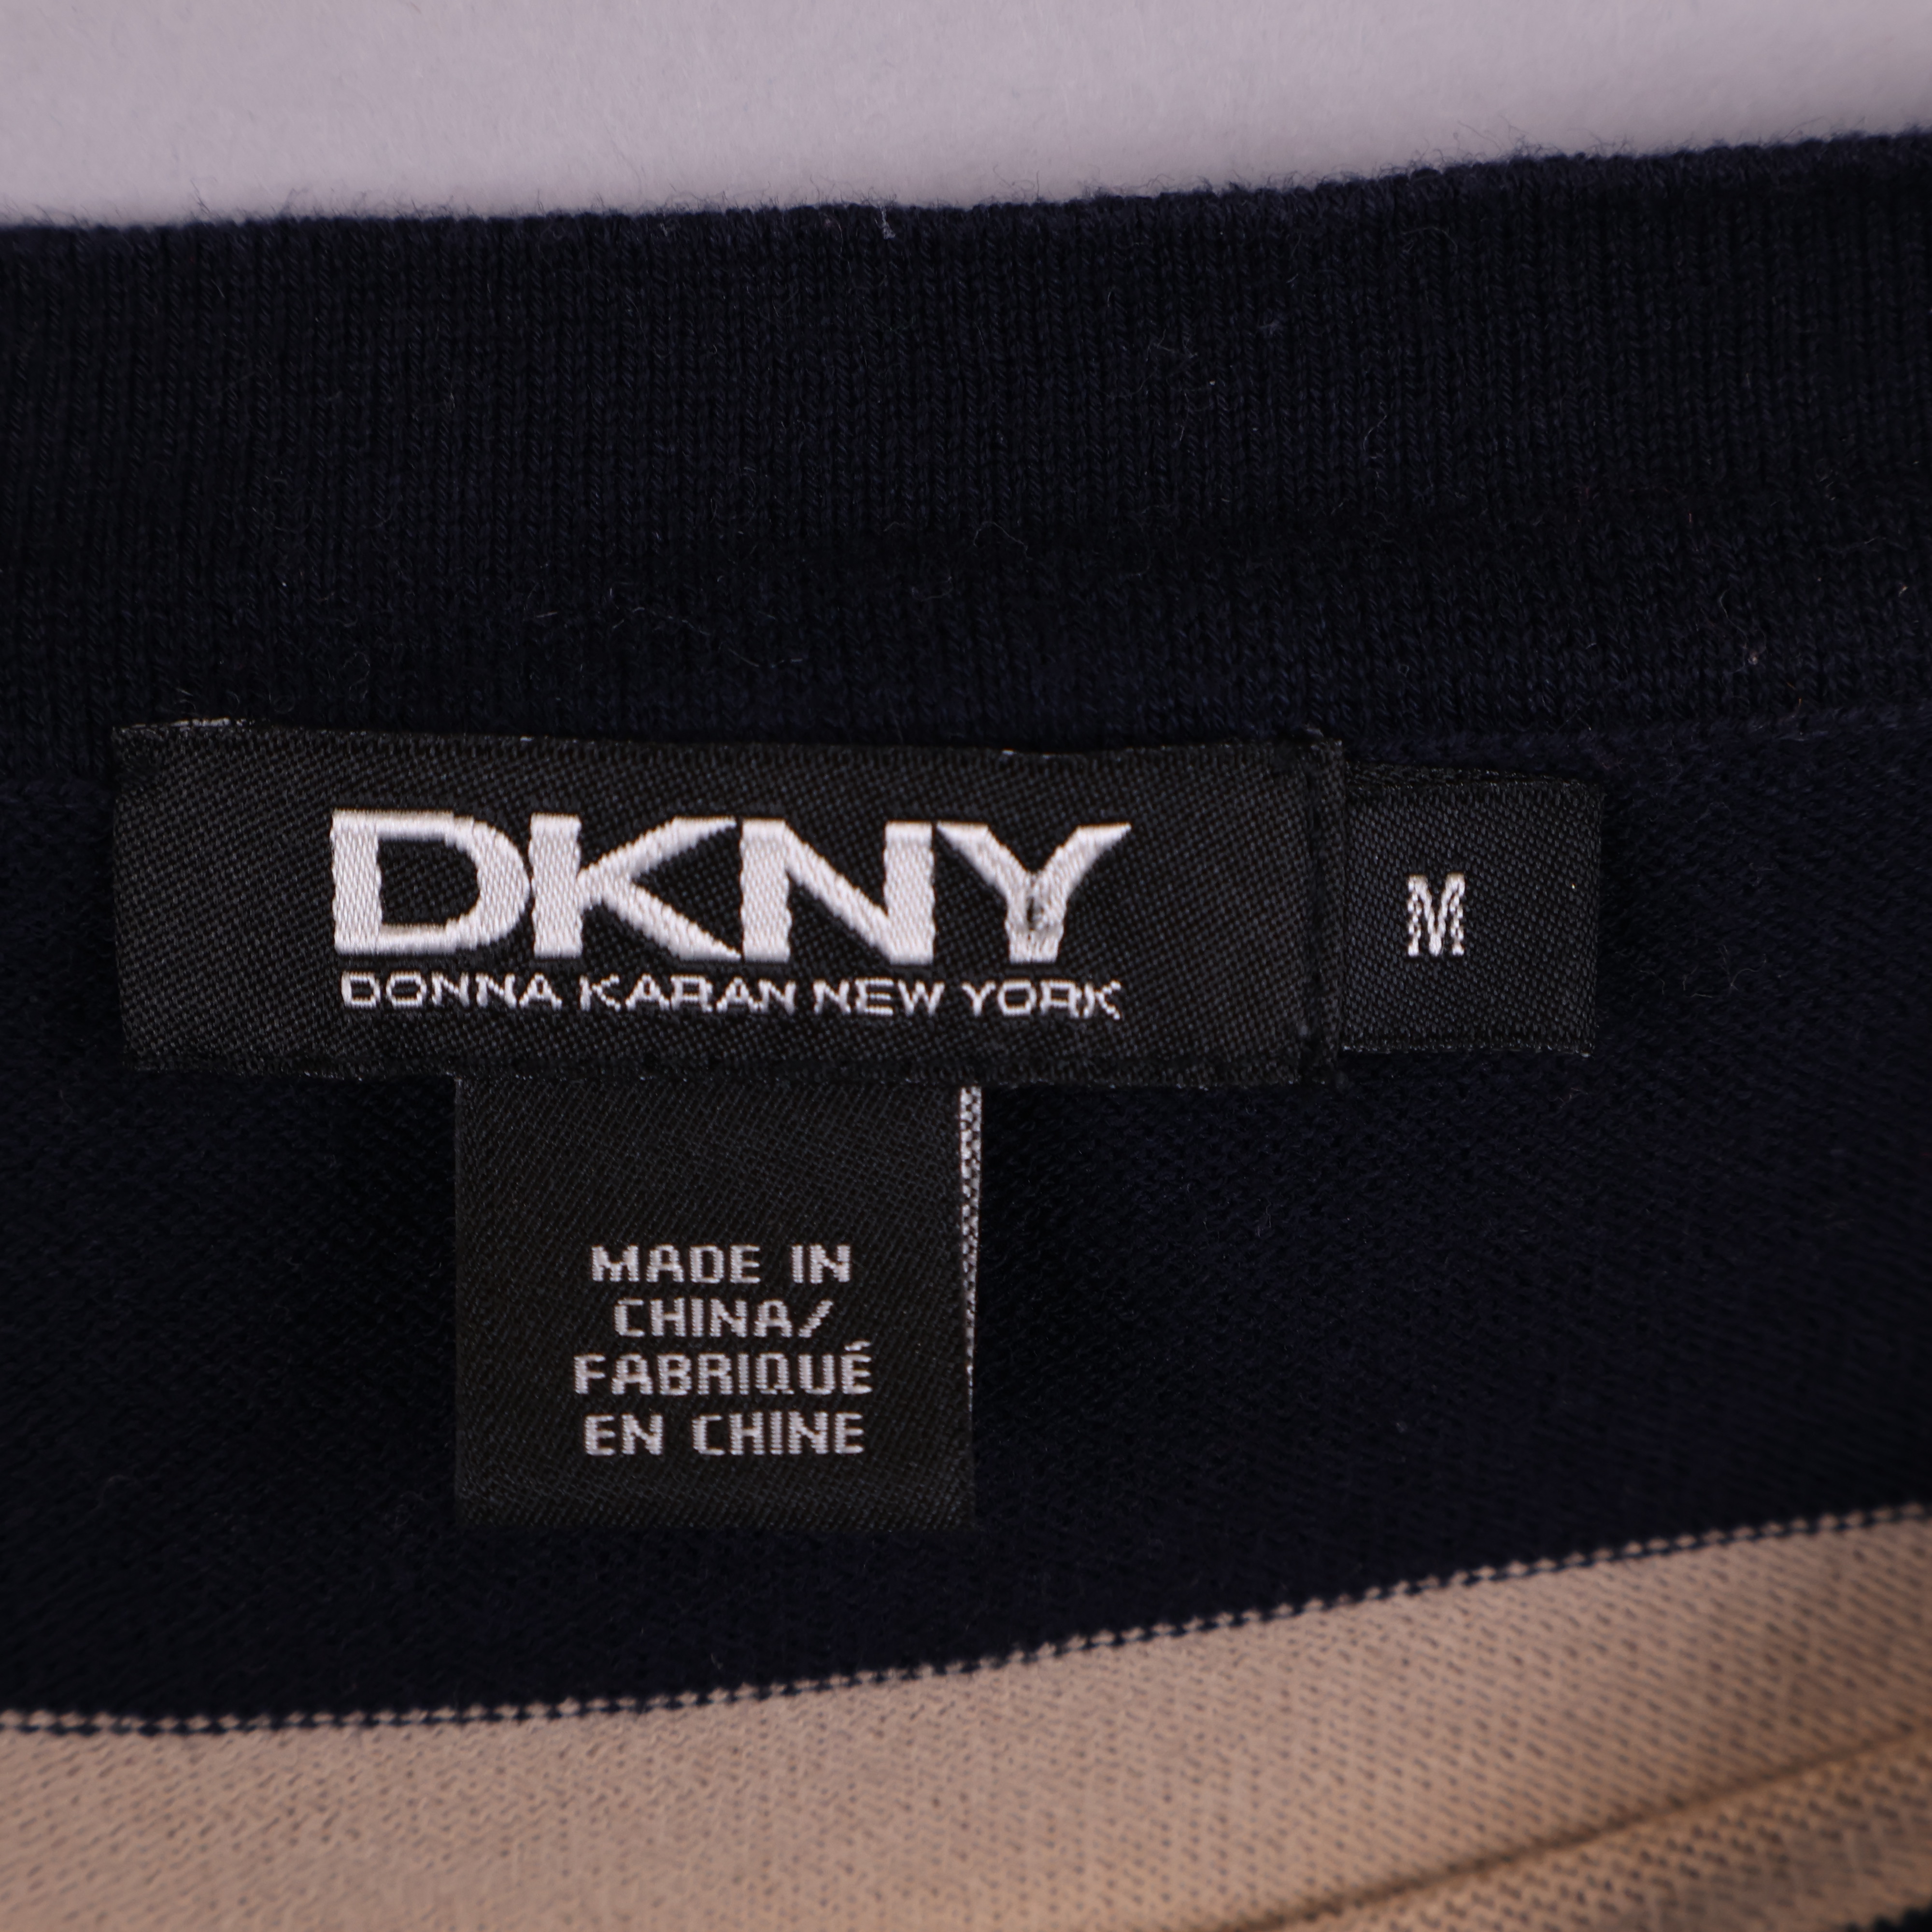 DKNY
DONNA KARAN NEW YORK
M
MADE IN
CHINA/
FABRIQUÉ
EN CHINE